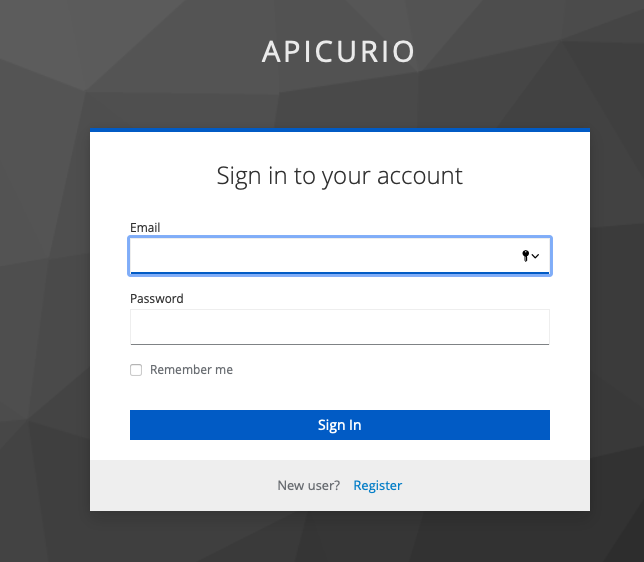 APICURIO
Sign in to your account
Email
Password
Remember me
Sign In
New user? Register